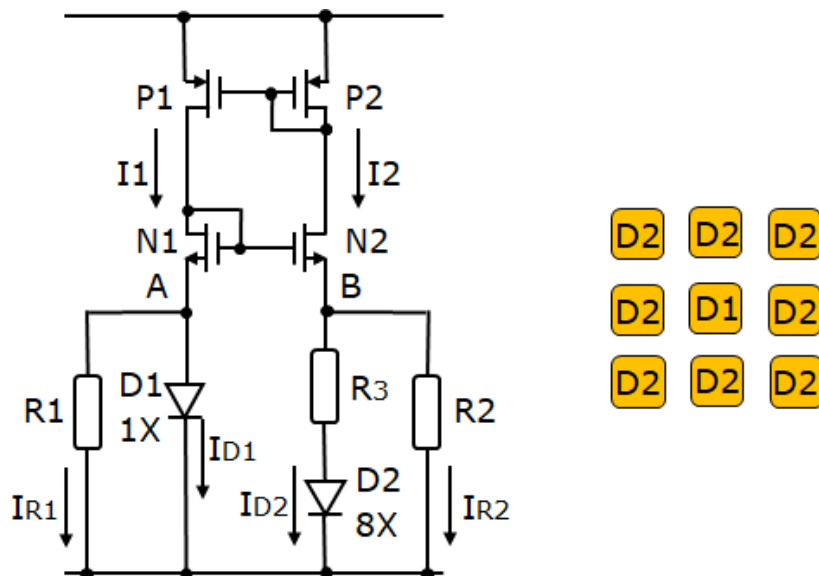 P1
P2
I1
I2
N1
N2
A
B
R1
D1
1X
ID1
R3
R2
IR1
ID2
D2
8X
IR2
D2 D2 D2
D2 D1 D2
D2 D2 D2